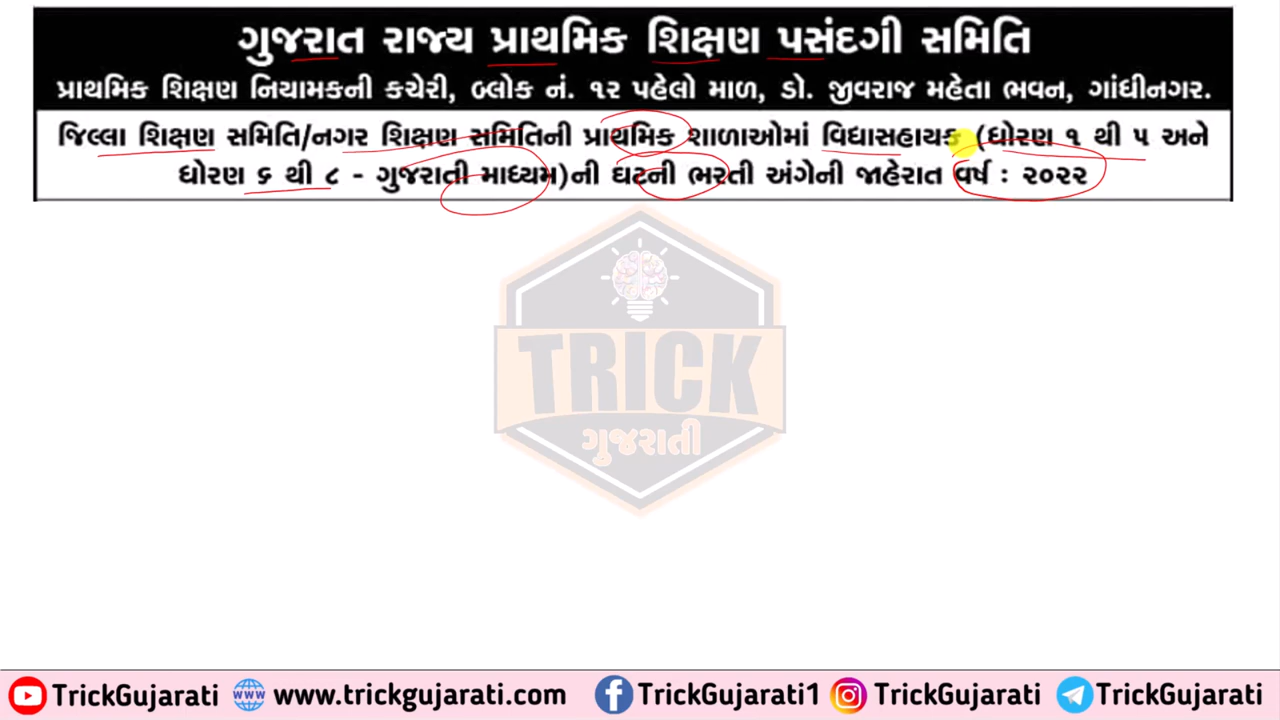 ગુજરાત રાજ્ય પ્રાથમિક શિક્ષણ પસંદગી સમિતિ
પ્રાથમિક શિક્ષણ નિયામકની કચેરી, બ્લોક નં. ૧૨ પહેલો માળ, ડો. જીવરાજ મહેતા ભવન, ગાંધીનગર.
જિલ્લા શિક્ષણ સમિતિ/નગર શિક્ષણ સમિતિની પ્રાથમિક શાળાઓમાં વિદ્યાસહાયક (ધોરણ ૧ થી ૫ અને
ધોરણ ૬ થી ૮ - ગુજરાતી માધ્યમ)ની ઘટની ભરતી અંગેની જાહેરાત વર્ષ : ૨૦૨૨
TRICK
ગુજરાતી
TrickGujarati www.trickgujarati.com TrickGujarati1 TrickGujarati TrickGujarati